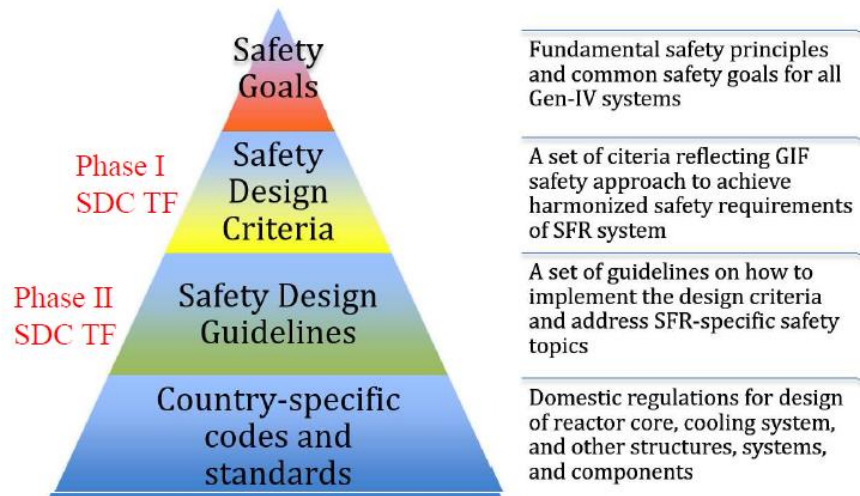 Safety
Goals
Fundamental safety principles
and common safety goals for all
Gen-IV systems
Phase I
SDC TF
Safety
Design
Criteria
A set of citeria reflecting GIF
safety approach to achieve
harmonized safety requirements
of SFR system
Phase II
SDC TF
Safety Design
Guidelines
A set of guidelines on how to
implement the design criteria
and address SFR-specific safety
topics
Country-specific
codes and
standards
Domestic regulations for design
of reactor core, cooling system,
and other structures, systems,
and components